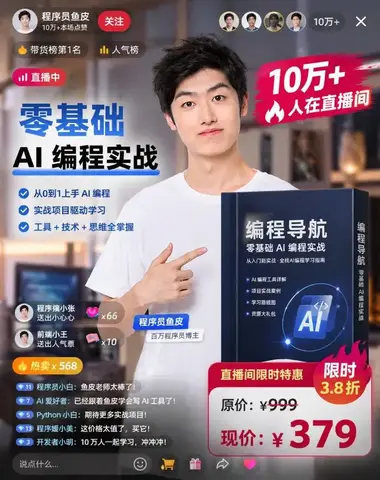 程序员鱼皮
10万+本场点赞
关注
10万+
带货榜第1名
人气榜
直播中
10万+
人在直播间
零基础
AI 编程实战
从0到1上手 AI 编程
实战项目驱动学习
工具 + 技术 + 思维全掌握
编程导航
零基础 AI 编程实战
从入门到实战 · 全栈AI编程学习指南
AI 编程工具详解
项目实战案例
学习路线图
资源大礼包
AI
</>
编程导航
零基础 AI 编程实战
程序端小张
送出小心心
x66
前端小王
送出人气票
x10
程序员鱼皮
百万程序员博主
热卖 x 568
11 程序员小白：鱼皮老师太棒了！
7 AI 爱好者：已经跟着鱼皮学会写 AI 工具了！
5 Python 小白：期待更多实战项目！
13 程序媛小美：这价格太值了，买它！
3 开发者小明：10 万人一起学习，冲冲冲！
直播间限时特惠
限时
3.8折
原价：¥999
现价：¥379
说点什么...